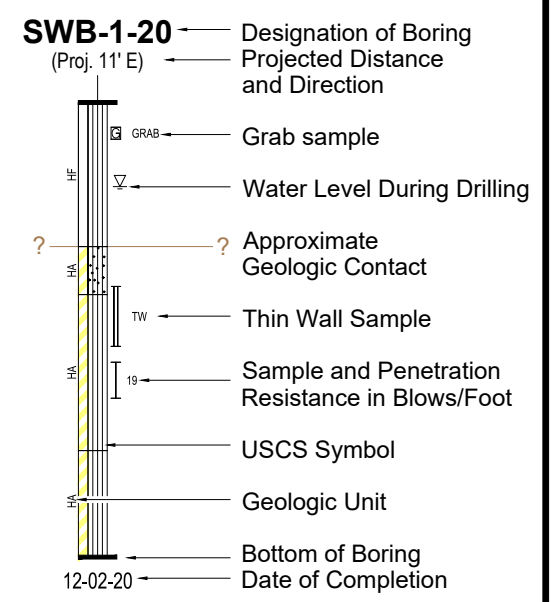 SWB-1-20
Designation of Boring
(Proj. 11' E)
Projected Distance
and Direction
G GRAB
Grab sample
HF
Water Level During Drilling
? ?
Approximate
Geologic Contact
HA
TW
Thin Wall Sample
HA
19
Sample and Penetration
Resistance in Blows/Foot
USCS Symbol
HA
Geologic Unit
Bottom of Boring
12-02-20
Date of Completion